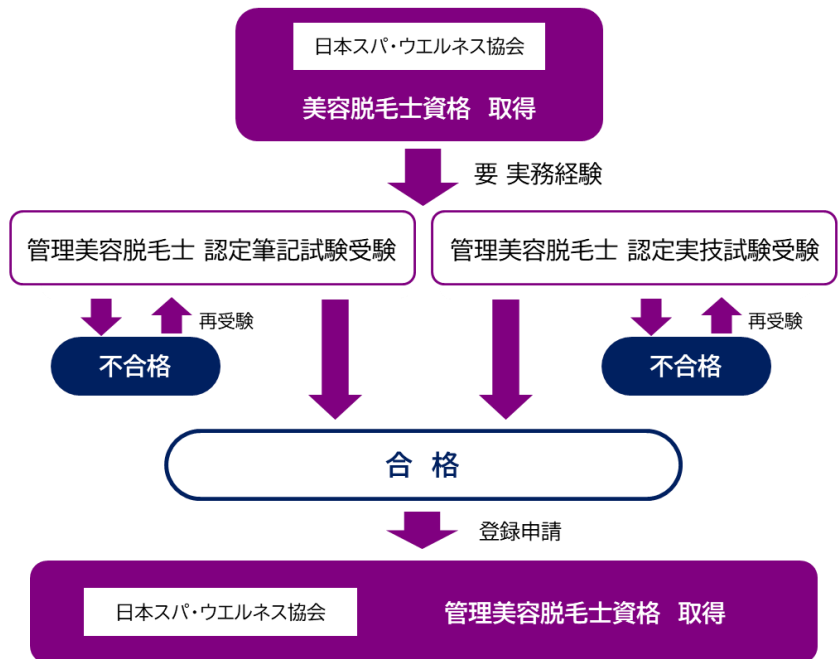 日本スパ・ウエルネス協会
美容脱毛士資格 取得
要 実務経験
管理美容脱毛士 認定筆記試験受験
管理美容脱毛士 認定実技試験受験
再受験
再受験
不合格
不合格
合 格
登録申請
日本スパ・ウエルネス協会
管理美容脱毛士資格 取得